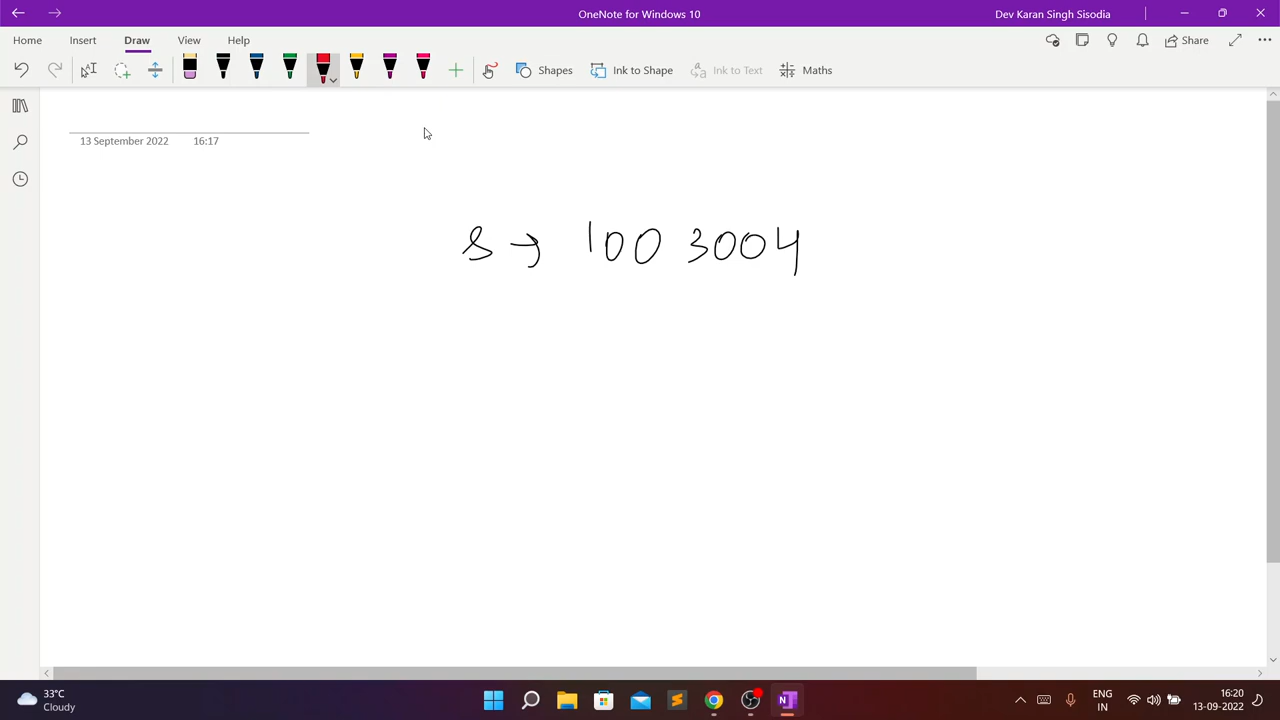 OneNote for Windows 10
Dev Karan Singh Sisodia
Home Insert Draw View Help
Share
Shapes Ink to Shape Ink to Text Maths
13 September 2022 16:17
s → 100 3004
33°C
Cloudy
ENG
IN
16:20
13-09-2022